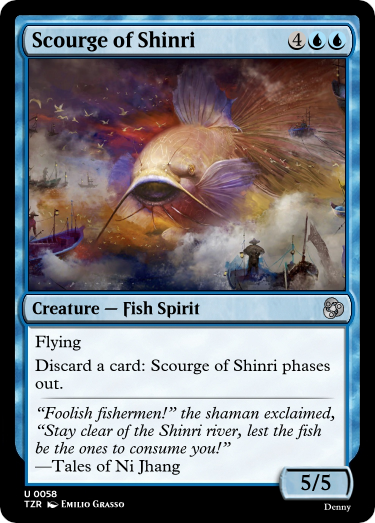 Scourge of Shinri 4
Creature — Fish Spirit
Flying
Discard a card: Scourge of Shinri phases
out.
“Foolish fishermen!” the shaman exclaimed,
“Stay clear of the Shinri river, lest the fish
be the ones to consume you!”
—Tales of Ni Jhang
5/5
U 0058
TZR Emilio Grasso
Denny